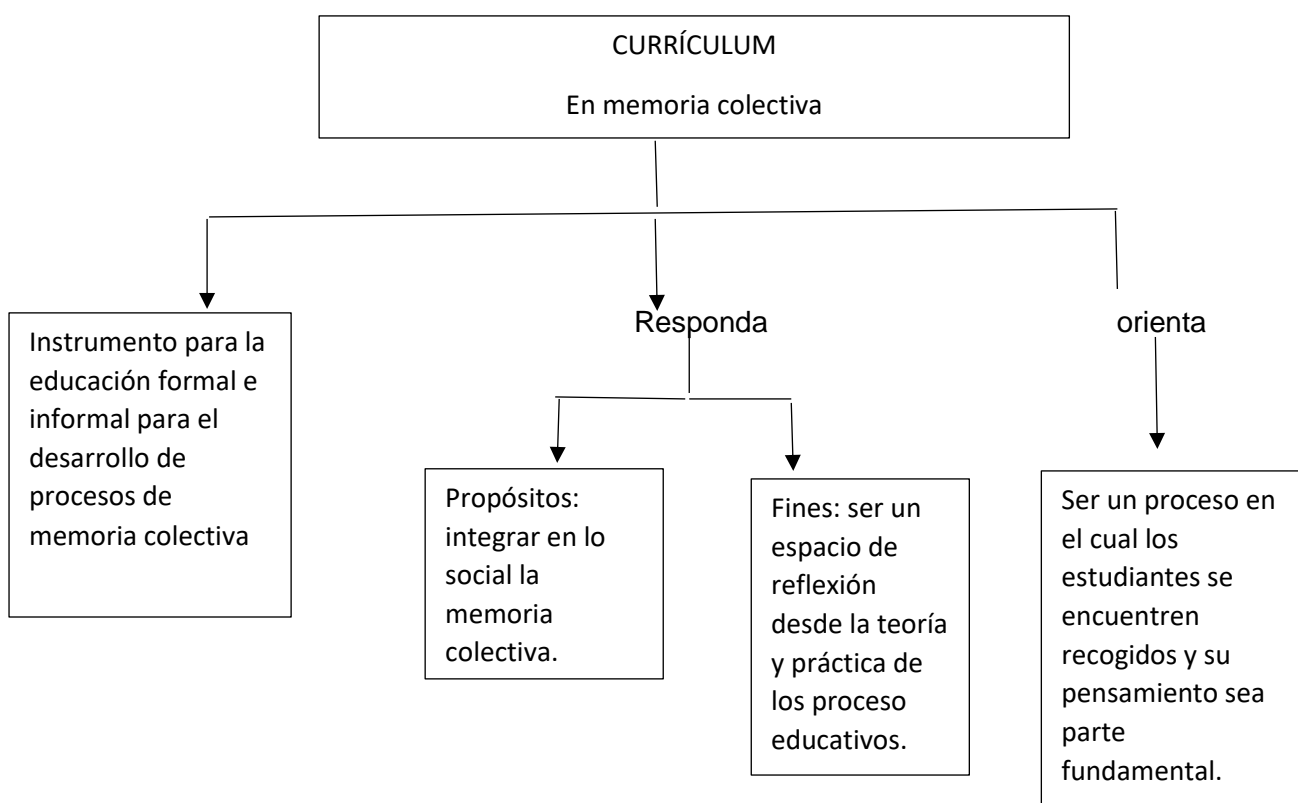 CURRÍCULUM
En memoria colectiva
Instrumento para la
educación formal e
informal para el
desarrollo de
procesos de
memoria colectiva
Responda
Propósitos:
integrar en lo
social la
memoria
colectiva.
Fines: ser un
espacio de
reflexión
desde la teoría
y práctica de
los proceso
educativos.
orienta
Ser un proceso en
el cual los
estudiantes se
encuentren
recogidos y su
pensamiento sea
parte
fundamental.